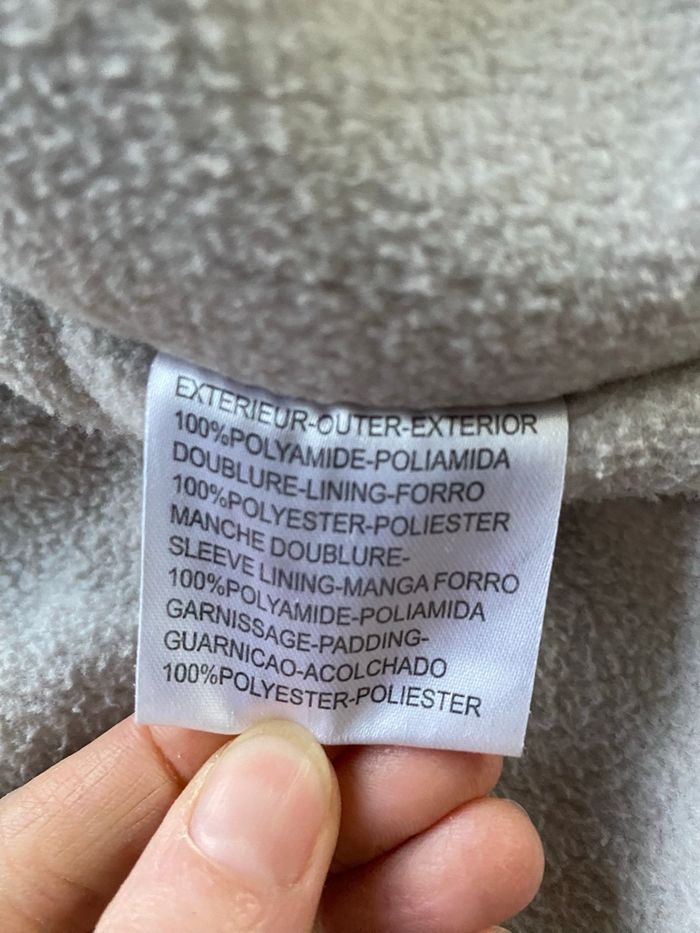 EXTERIEUR-OUTER-EXTERIOR
100%POLYAMIDE-POLIAMIDA
DOUBLURE-LINING-FORRO
100%POLYESTER-POLIESTER
MANCHE DOUBLURE-
SLEEVE LINING-MANGA FORRO
100%POLYAMIDE-POLIAMIDA
GARNISSAGE-PADDING-
GUARNICAO-ACOLCHADO
100%POLYESTER-POLIESTER